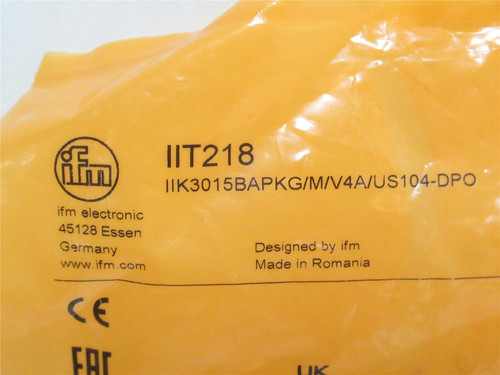 ifm
IIT218
IIK3015BAPKG/M/V4A/US104-DPO
ifm electronic
45128 Essen
Germany
www.ifm.com
Designed by ifm
Made in Romania
CE
EAC
UK